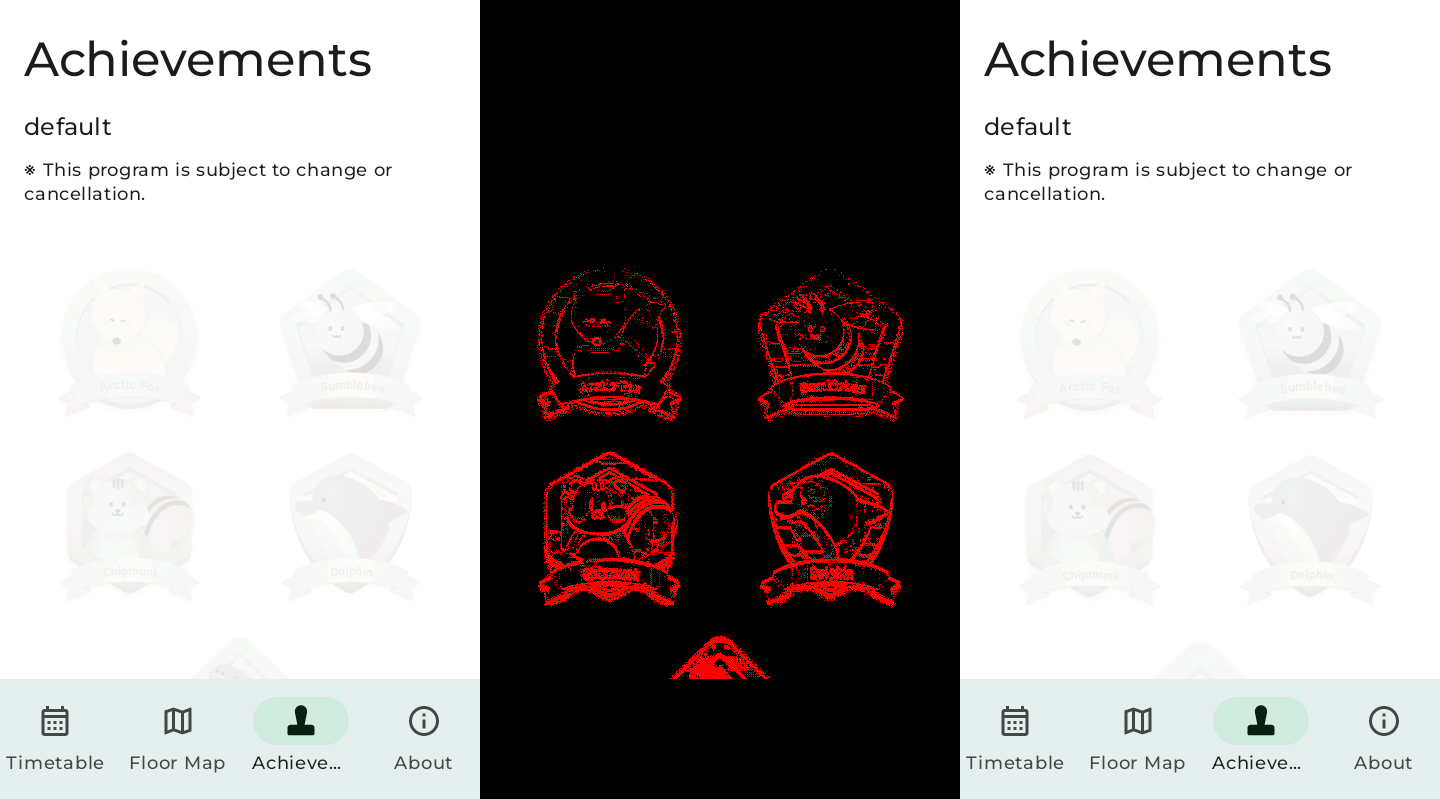 Achievements
default
※ This program is subject to change or
cancellation.
Arctic Fox
Bumblebee
Chipmunk
Dolphin
Timetable
Floor Map
Achieve...
About
Arctic Fox
Bumblebee
Chipmunk
Dolphin
Achievements
default
※ This program is subject to change or
cancellation.
Arctic Fox
Bumblebee
Chipmunk
Dolphin
Timetable
Floor Map
Achieve...
About